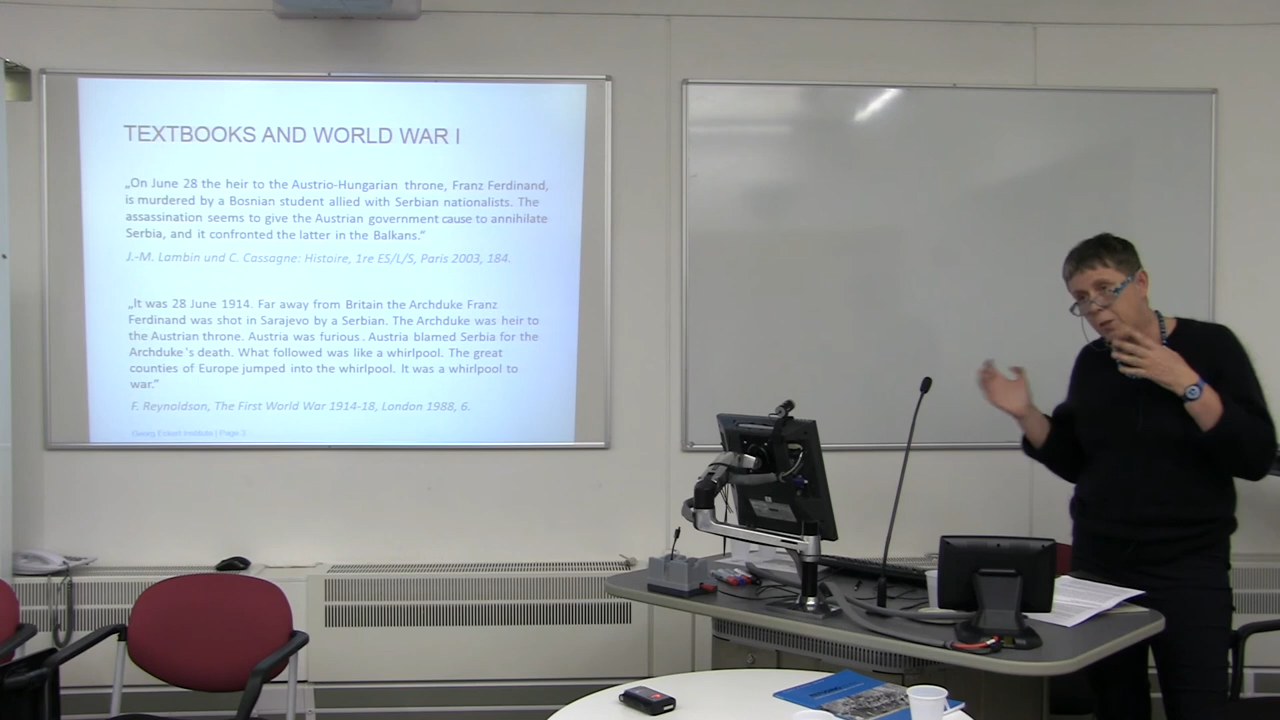 TEXTBOOKS AND WORLD WAR I
„On June 28 the heir to the Austrio-Hungarian throne, Franz Ferdinand,
is murdered by a Bosnian student allied with Serbian nationalists. The
assassination seems to give the Austrian government cause to annihilate
Serbia, and it confronted the latter in the Balkans.“
J.-M. Lambin und C. Cassagne: Histoire, 1re ES/L/S, Paris 2003, 184.
„It was 28 June 1914. Far away from Britain the Archduke Franz
Ferdinand was shot in Sarajevo by a Serbian. The Archduke was heir to
the Austrian throne. Austria was furious. Austria blamed Serbia for the
Archduke's death. What followed was like a whirlpool. The great
counties of Europe jumped into the whirlpool. It was a whirlpool to
war.“
F. Reynoldson, The First World War 1914-18, London 1988, 6.
Georg Eckert Institute | Page 3